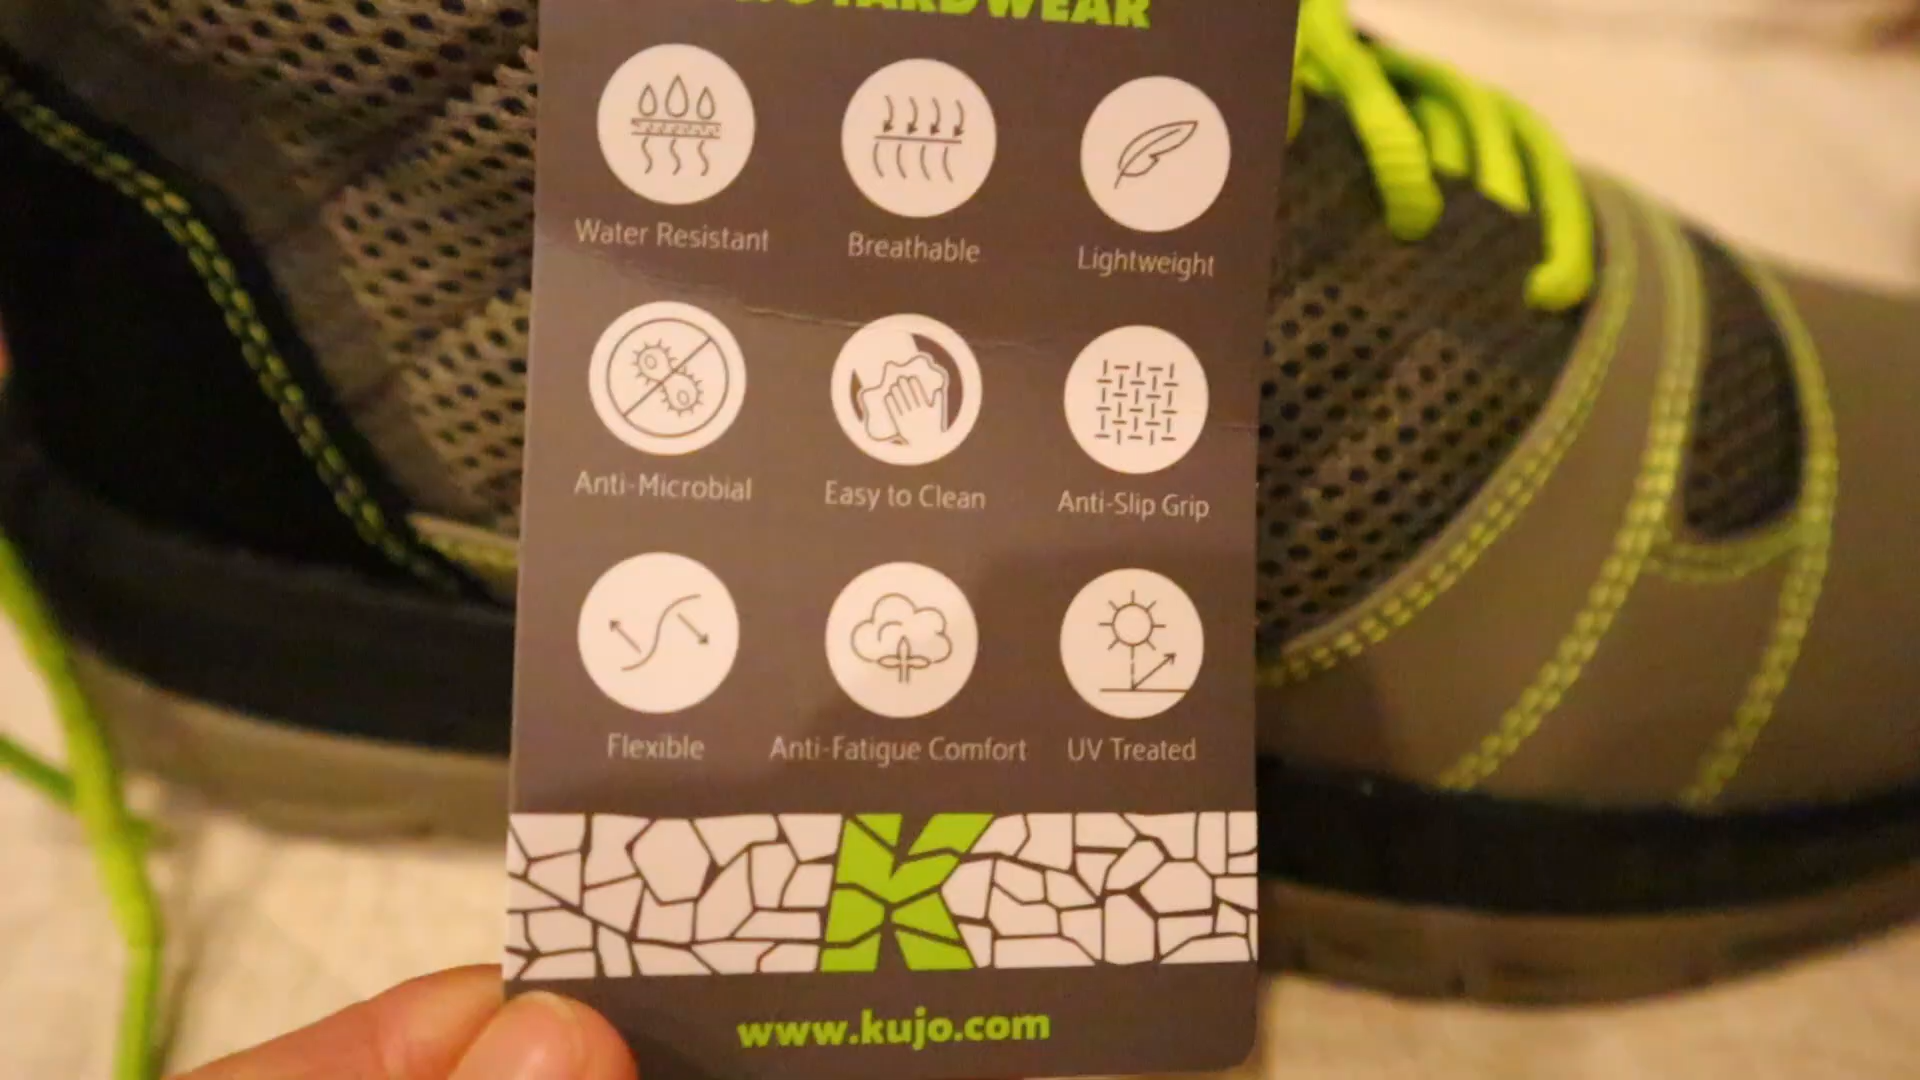 YARDWEAR
Water Resistant
Breathable
Lightweight
Anti-Microbial
Easy to Clean
Anti-Slip Grip
Flexible
Anti-Fatigue Comfort
UV Treated
K
www.kujo.com